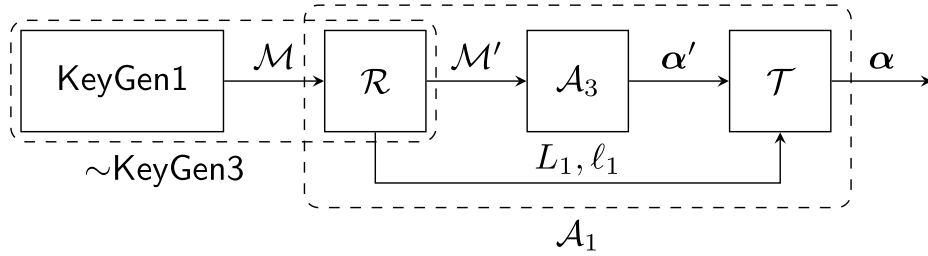 KeyGen1 ℳ ℛ ℳ′ 𝒜₃ 𝜶′ 𝒯 𝜶
L₁, ℓ₁
∼KeyGen3
𝒜₁